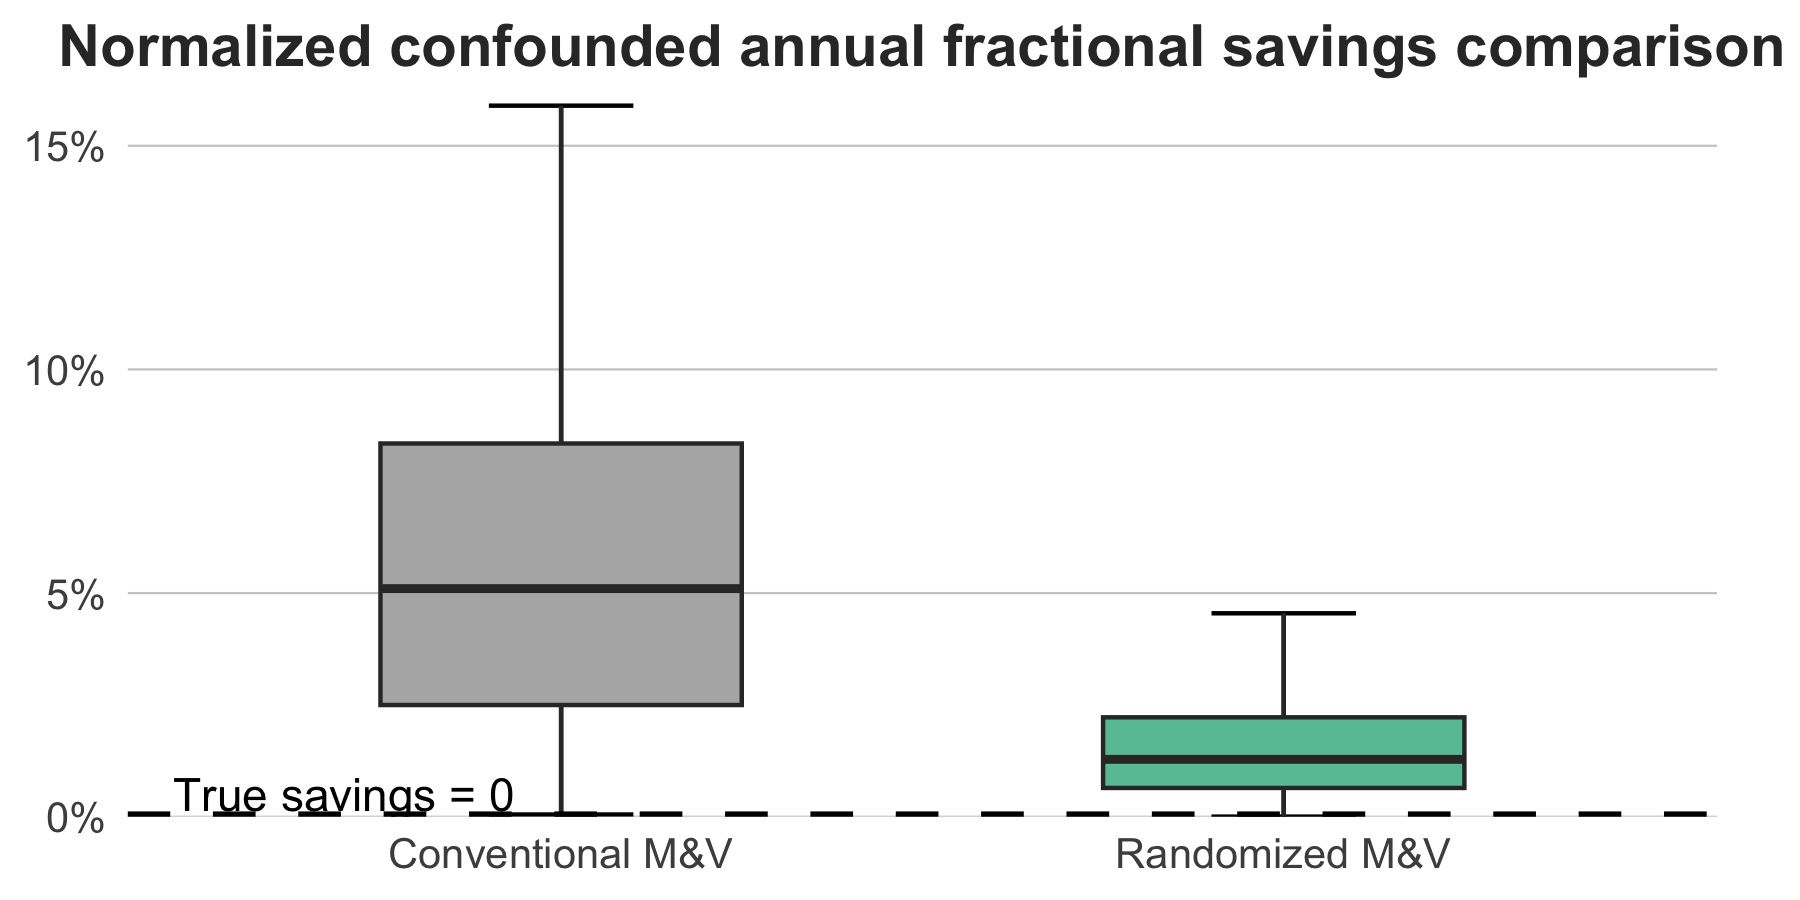 Normalized confounded annual fractional savings comparison
15%
10%
5%
True savings = 0
0%
Conventional M&V
Randomized M&V